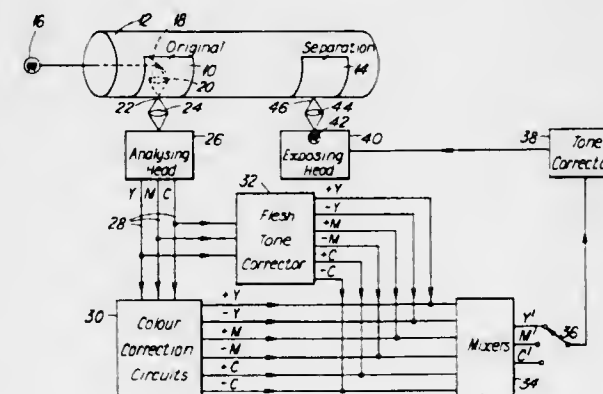 16
12
18
Original
10
20
22
24
Separation
14
46
44
42
Analysing
Head
26
Exposing
Head
40
38
Tone
Corrector
Y M C
28
32
Flesh
Tone
Corrector
+Y
-Y
+M
-M
+C
-C
30
Colour
Correction
Circuits
+Y
-Y
+M
-M
+C
-C
Mixers
34
Y'
M'
C'
36